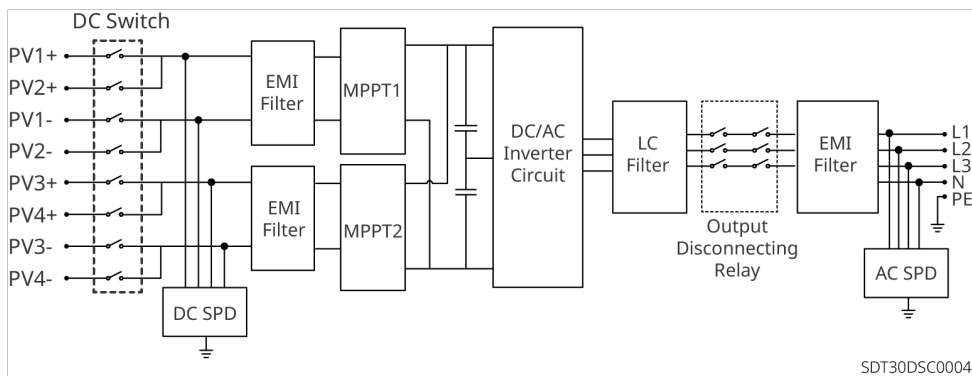 DC Switch
PV1+
PV2+
PV1-
PV2-
PV3+
PV4+
PV3-
PV4-
DC SPD
EMI
Filter
EMI
Filter
MPPT1
MPPT2
DC/AC
Inverter
Circuit
LC
Filter
Output
Disconnecting
Relay
EMI
Filter
L1
L2
L3
N
PE
AC SPD
SDT30DSC0004